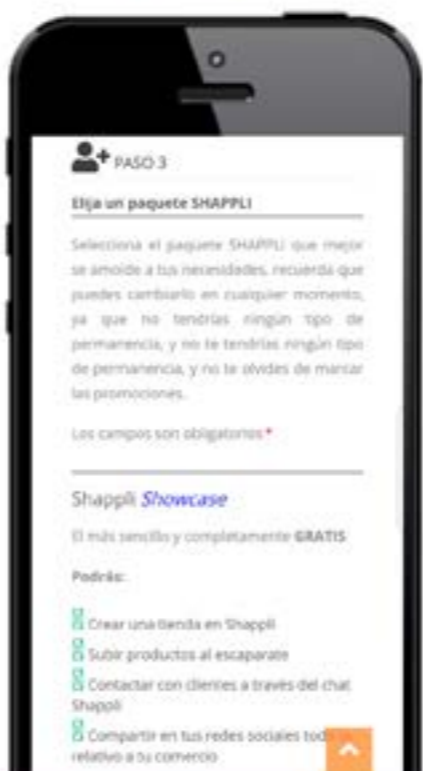 PASO 3
Elija un paquete SHAPPLI
Selecciona el paquete SHAPPLI que mejor
se amolde a tus necesidades, recuerda que
puedes cambiarlo en cualquier momento,
ya que no tendrías ningún tipo de
permanencia, y no te tendrías ningún tipo
de permanencia, y no te olvides de marcar
las promociones.
Los campos son obligatorios *
Shappli Showcase
El más sencillo y completamente GRATIS
Podrás:
Crear una tienda en Shappli
Subir productos al escaparate
Contactar con clientes a través del chat
Shappli
Compartir en tus redes sociales
relativo a tu comercio